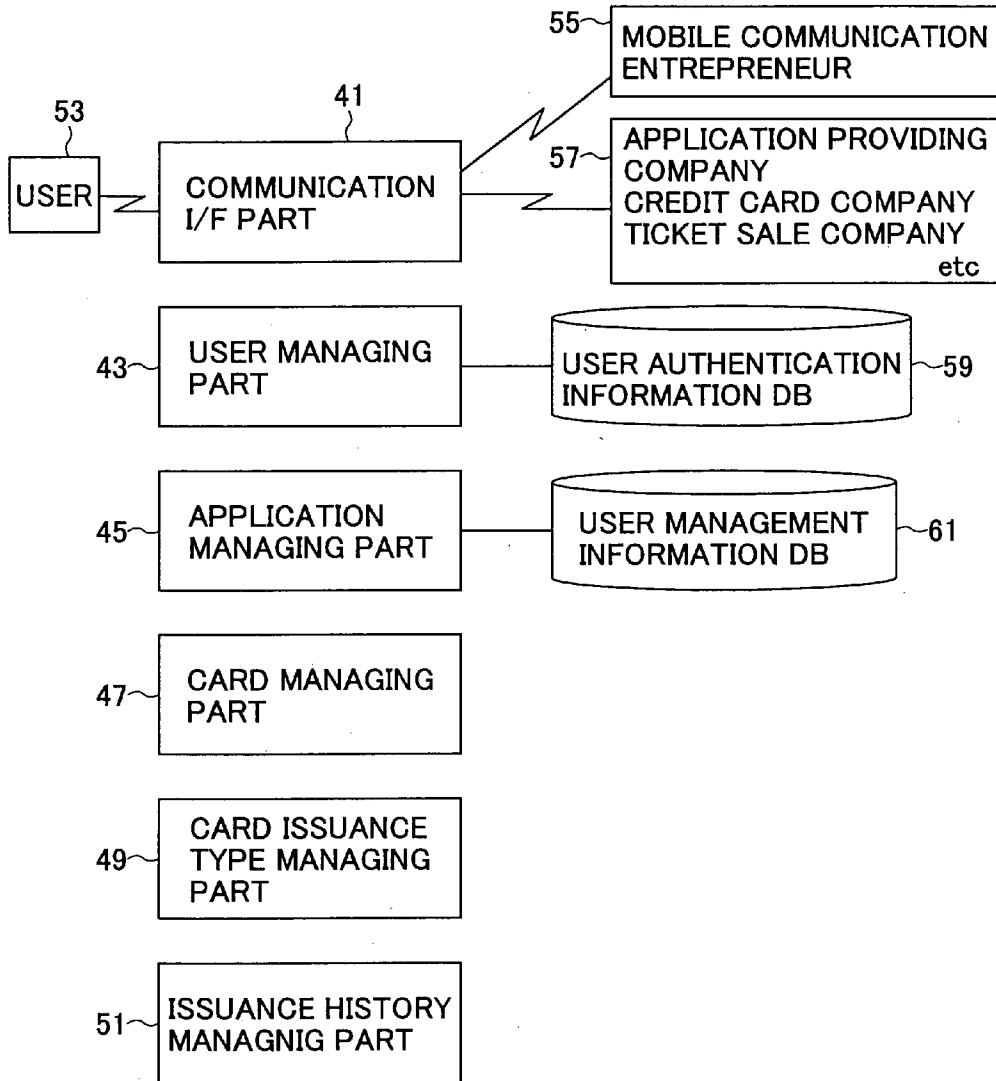 55
MOBILE COMMUNICATION
ENTREPRENEUR
53
41
USER
COMMUNICATION
I/F PART
57
APPLICATION PROVIDING
COMPANY
CREDIT CARD COMPANY
TICKET SALE COMPANY
etc
43
USER MANAGING
PART
USER AUTHENTICATION
INFORMATION DB
59
45
APPLICATION
MANAGING PART
USER MANAGEMENT
INFORMATION DB
61
47
CARD MANAGING
PART
49
CARD ISSUANCE
TYPE MANAGING
PART
51
ISSUANCE HISTORY
MANAGNIG PART